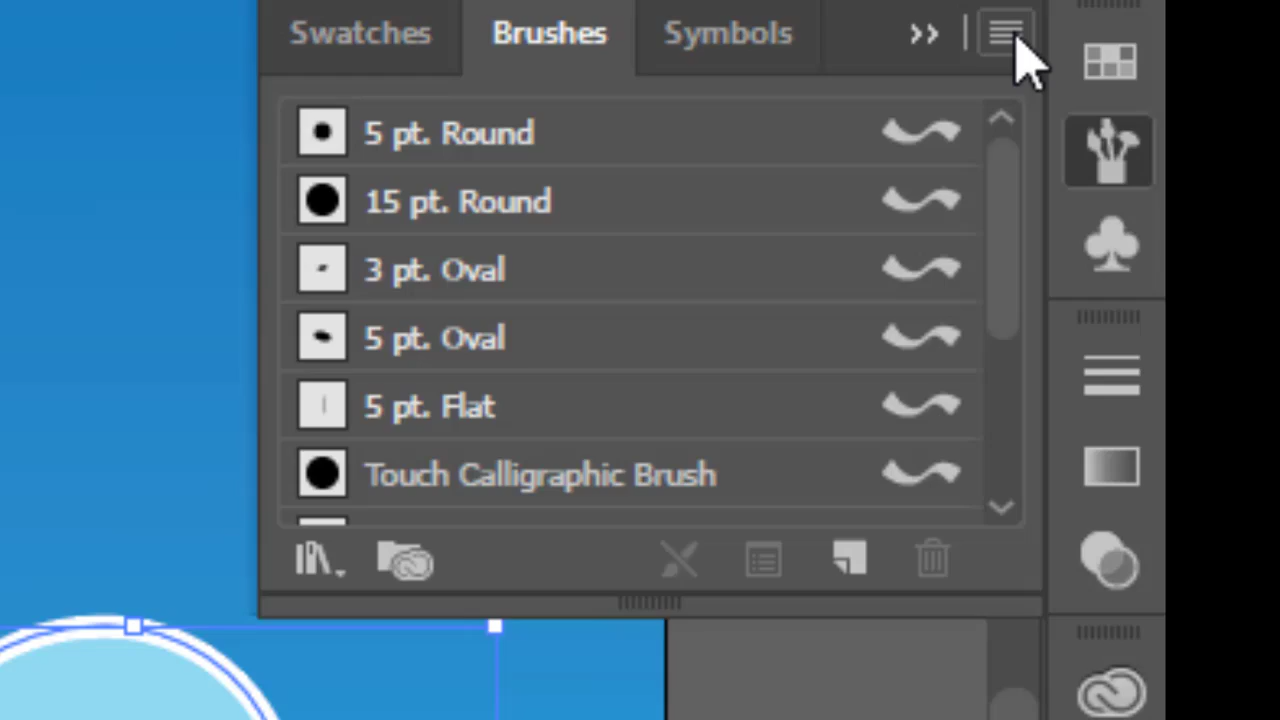 Swatches Brushes Symbols
5 pt. Round
15 pt. Round
3 pt. Oval
5 pt. Oval
5 pt. Flat
Touch Calligraphic Brush